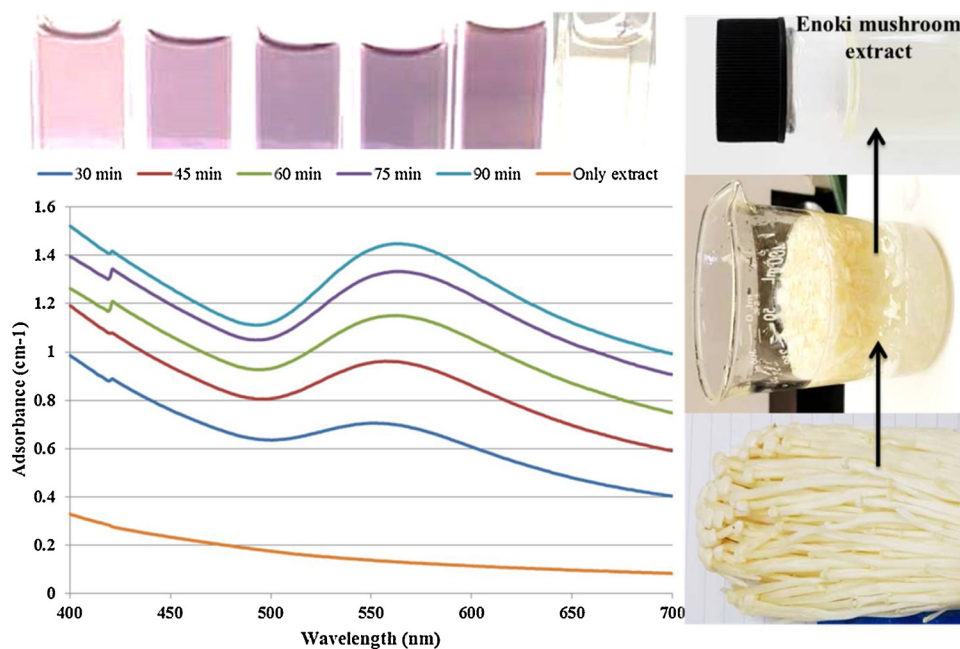 Enoki mushroom
extract
30 min 45 min 60 min 75 min 90 min Only extract
1.6
1.4
1.2
1
0.8
0.6
0.4
0.2
0
Adsorbance (cm-1)
400 450 500 550 600 650 700
Wavelength (nm)